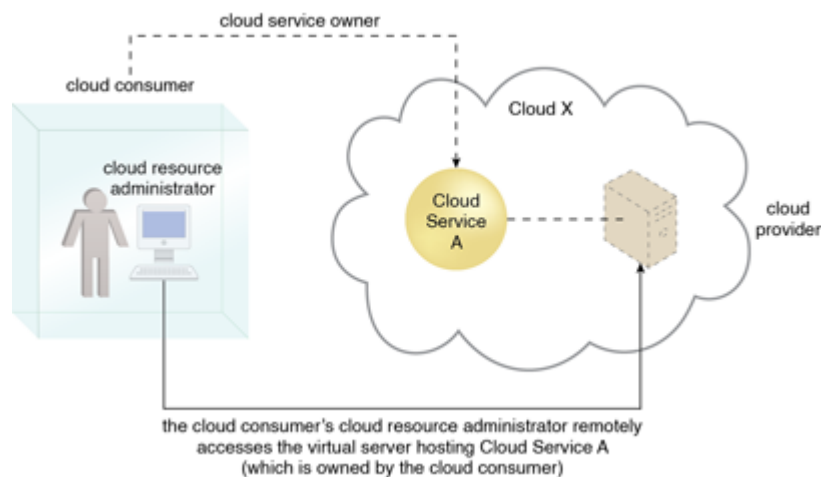 cloud service owner
cloud consumer
cloud resource
administrator
Cloud X
Cloud
Service
A
cloud
provider
the cloud consumer's cloud resource administrator remotely
accesses the virtual server hosting Cloud Service A
(which is owned by the cloud consumer)